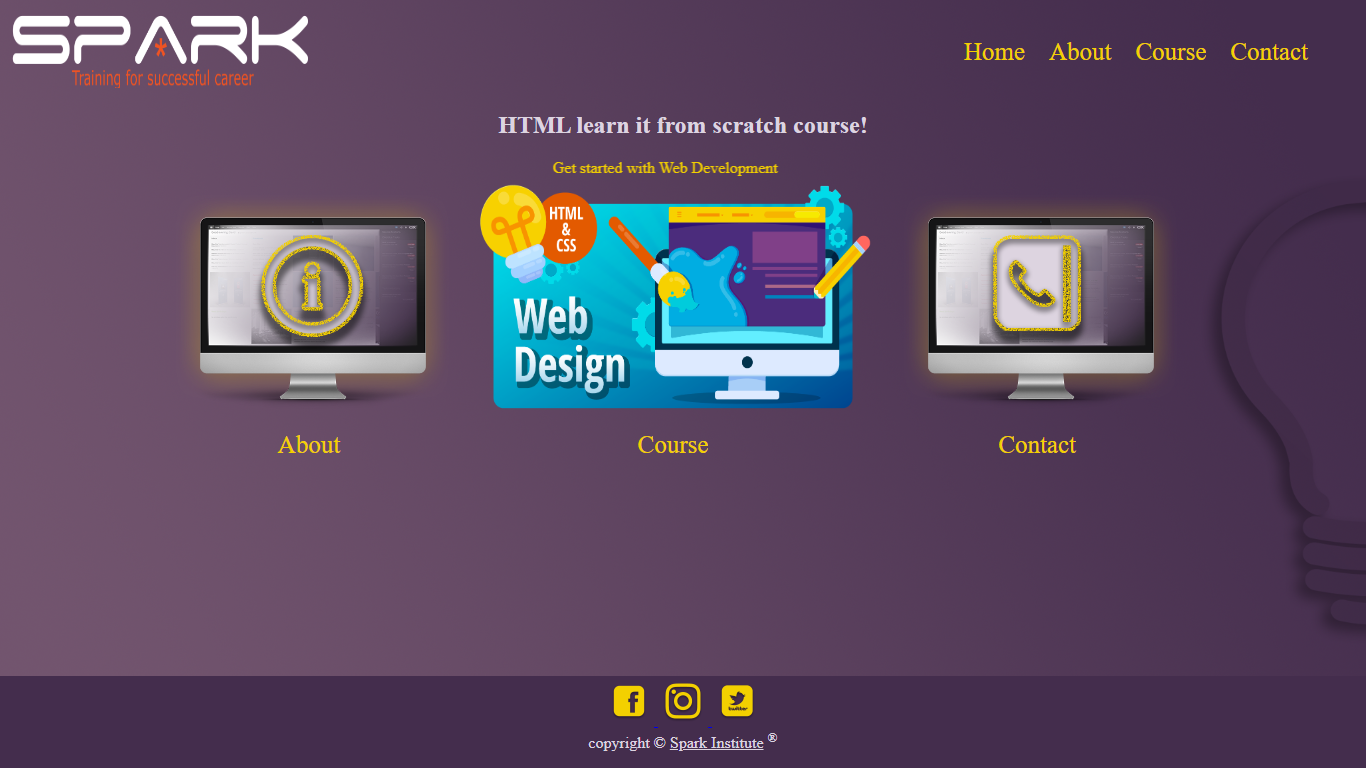 SPARK
Training for successful career
Home About Course Contact
HTML learn it from scratch course!
Get started with Web Development
HTML
&
CSS
Web
Design
About Course Contact
twitter
copyright © Spark Institute ®